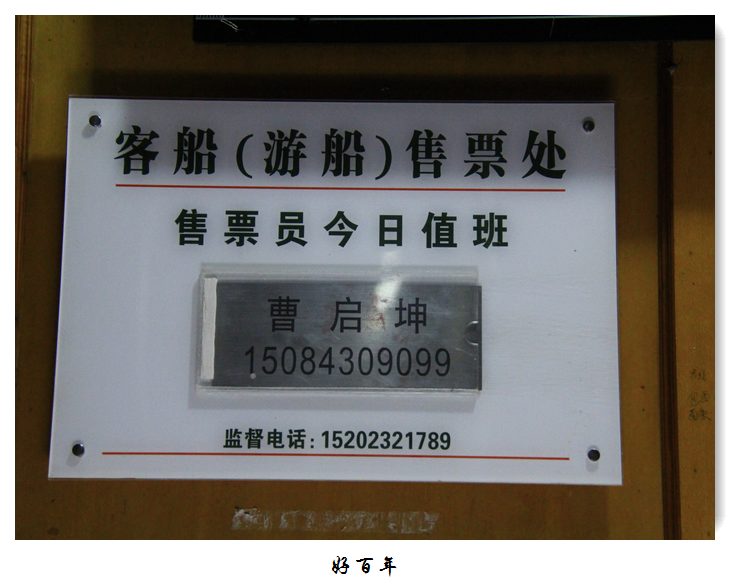 客船(游船)售票处
售票员今日值班
曹启坤
15084309099
监督电话:15202321789
好百年